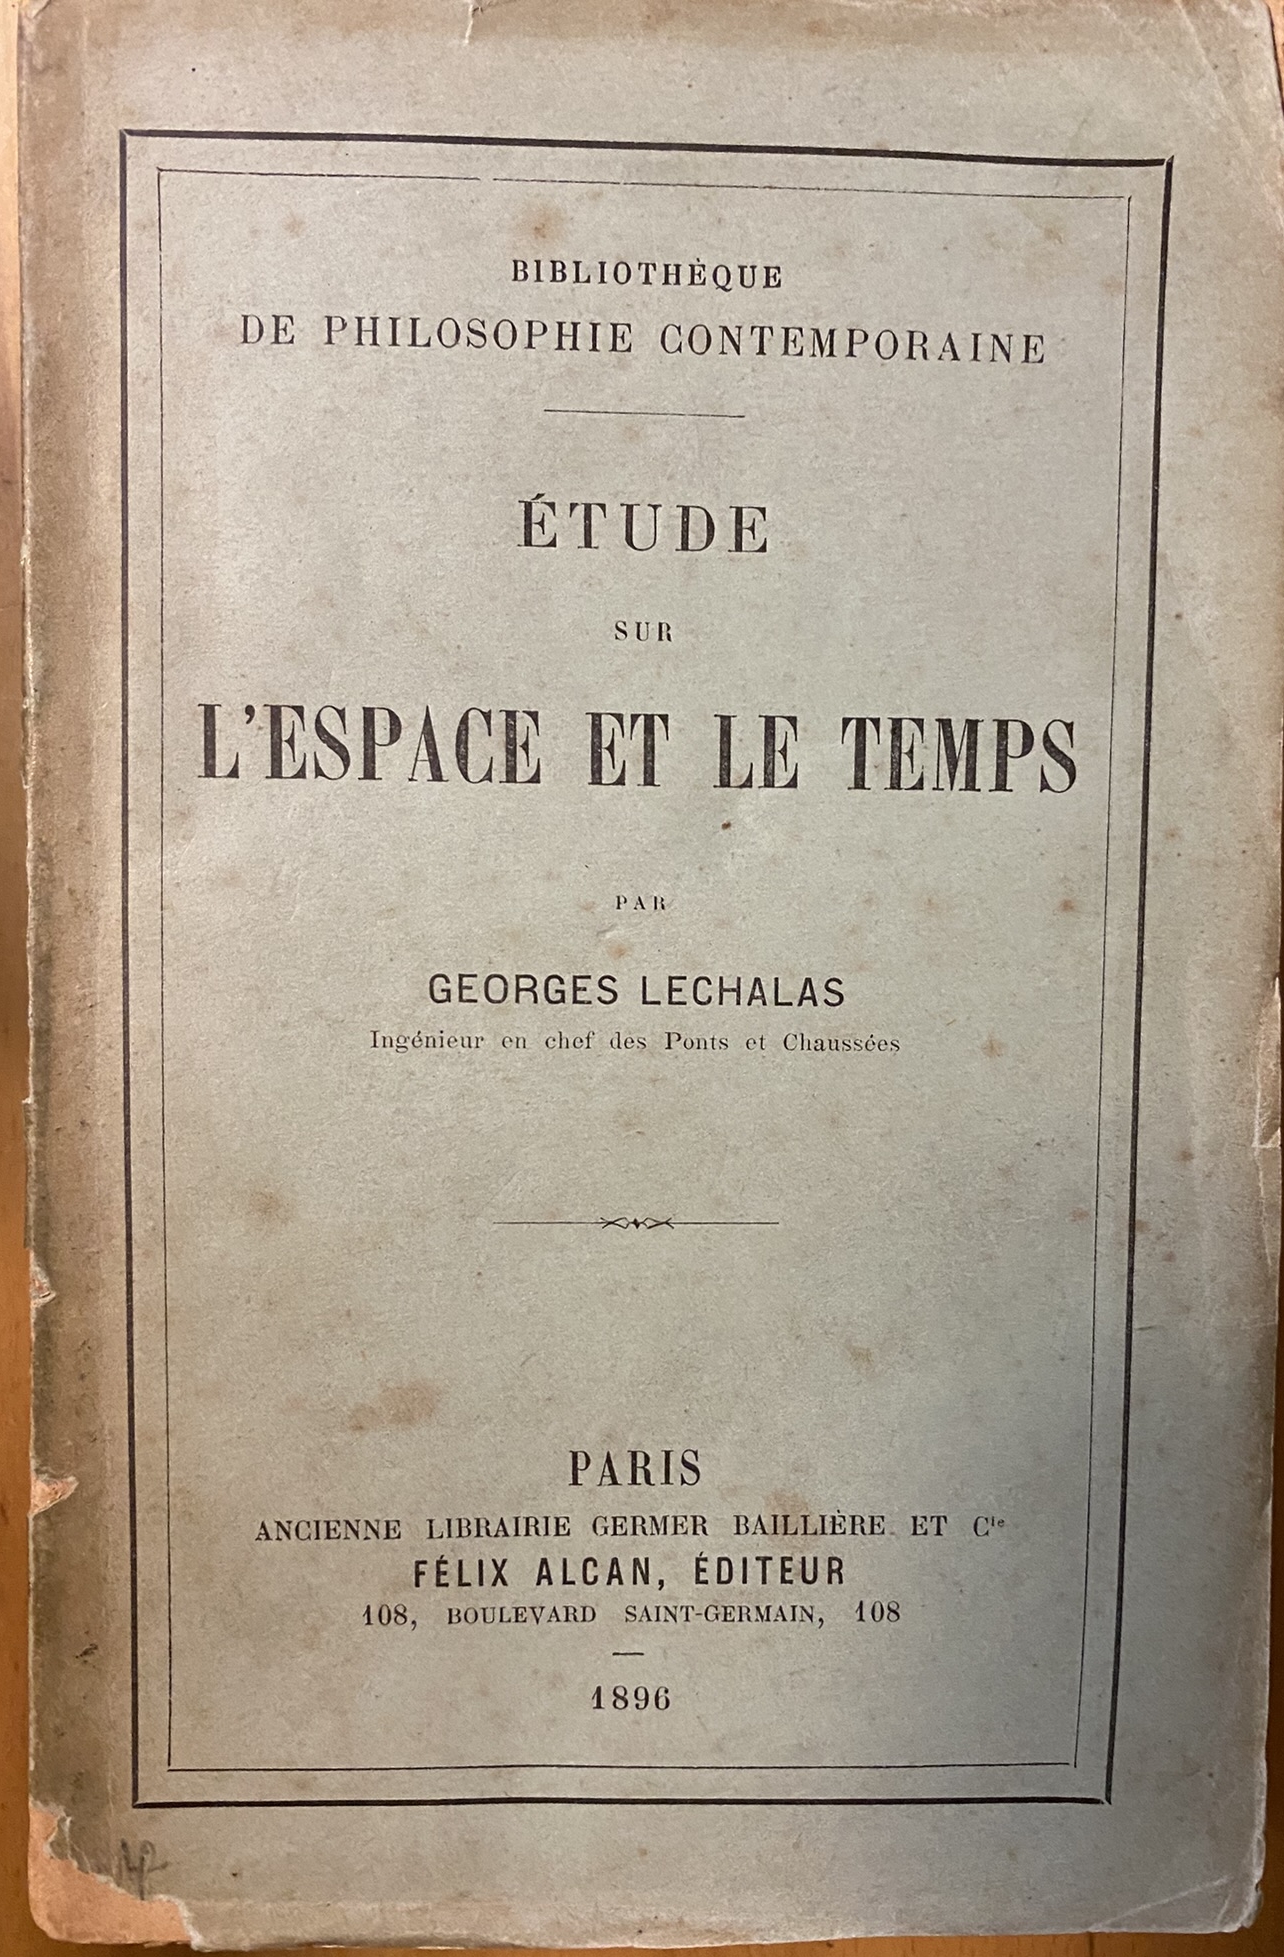 BIBLIOTHÈQUE
DE PHILOSOPHIE CONTEMPORAINE
ÉTUDE
SUR
L'ESPACE ET LE TEMPS
PAR
GEORGES LECHALAS
Ingénieur en chef des Ponts et Chaussées
PARIS
ANCIENNE LIBRAIRIE GERMER BAILLIÈRE ET Cie
FÉLIX ALCAN, ÉDITEUR
108, BOULEVARD SAINT-GERMAIN, 108
1896